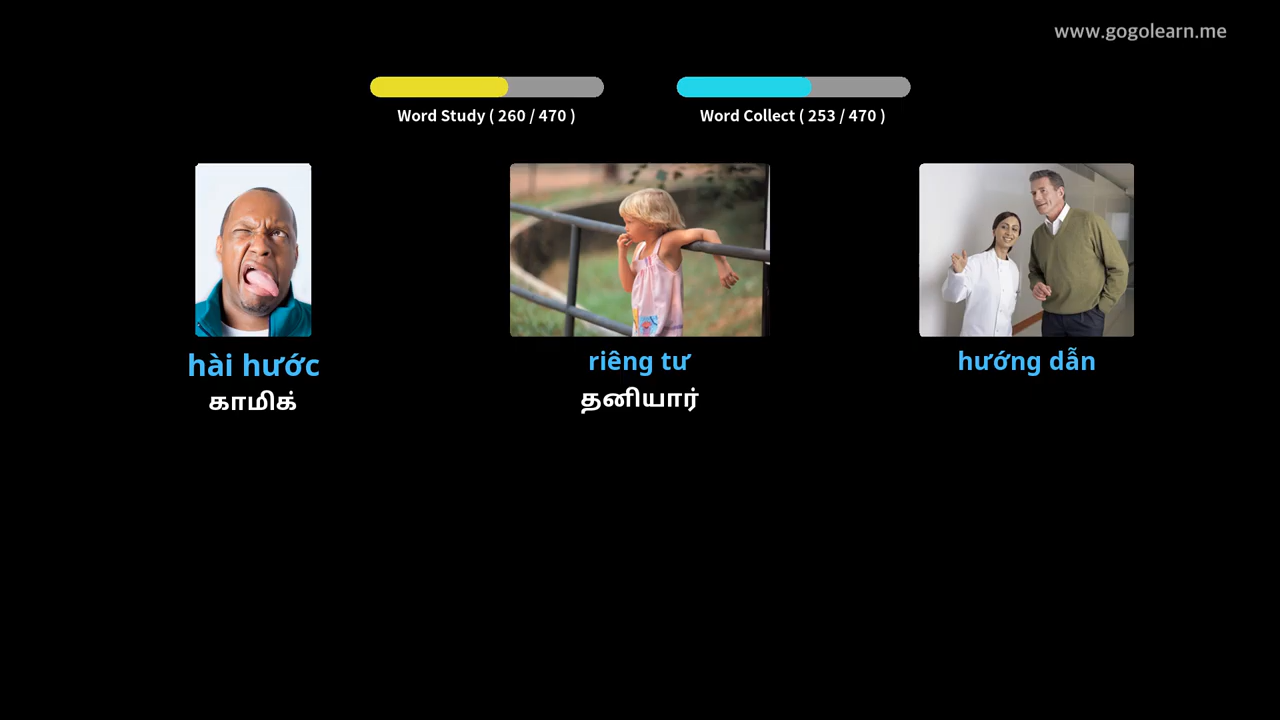 www.gogolearn.me
Word Study ( 260 / 470 )
Word Collect ( 253 / 470 )
hài hước
காமிக்
riêng tư
தனியார்
hướng dẫn